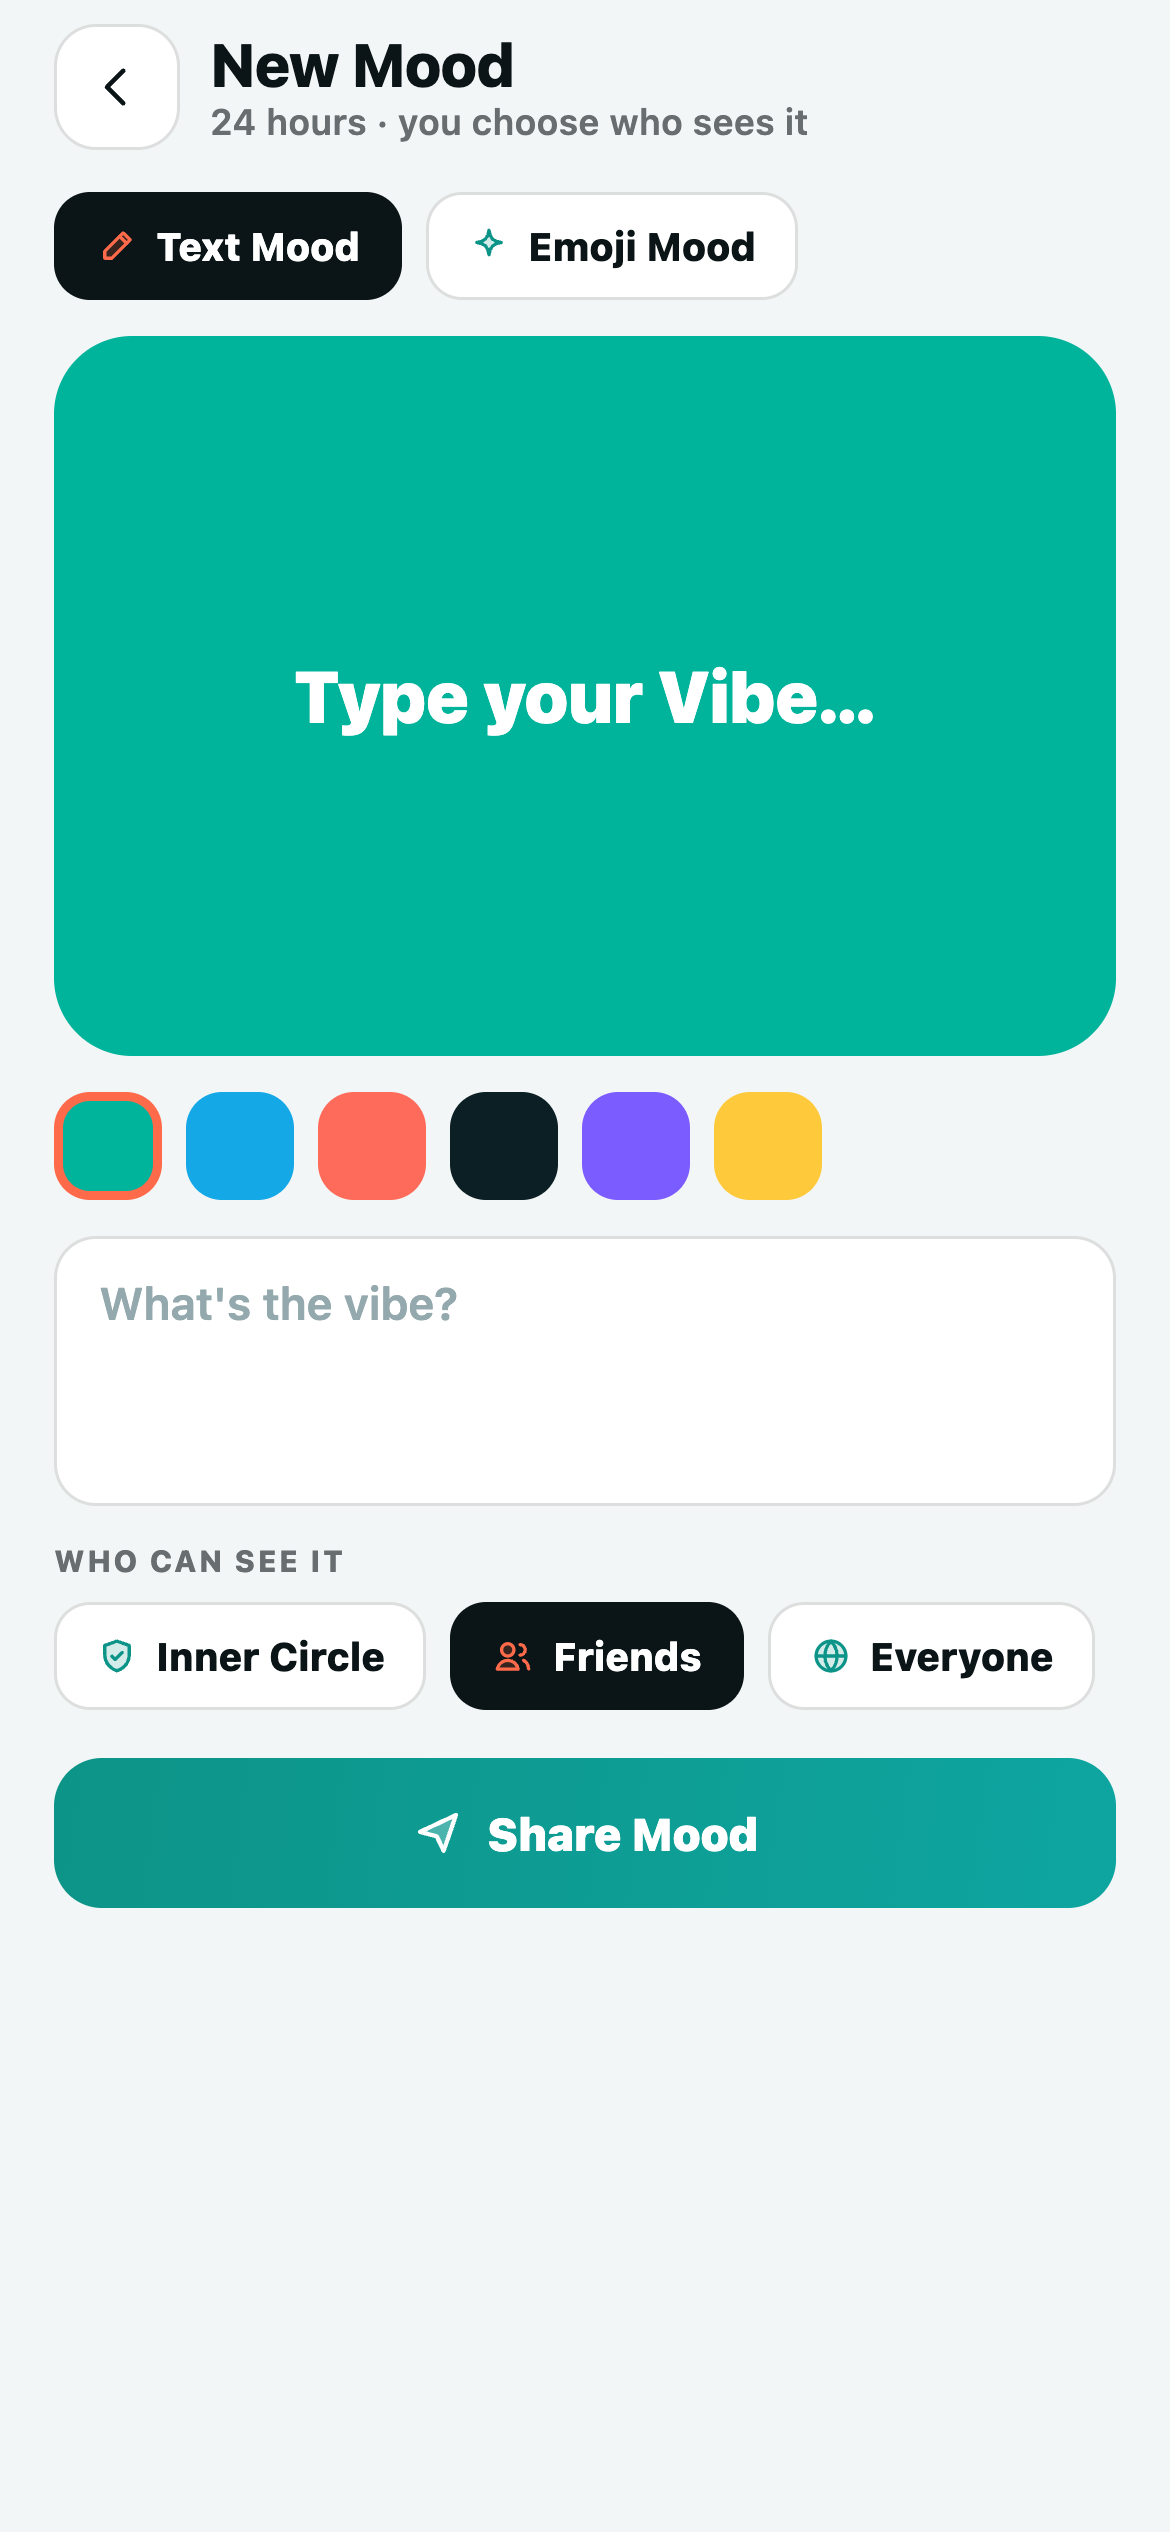 New Mood
24 hours · you choose who sees it
Text Mood
Emoji Mood
Type your Vibe...
What's the vibe?
WHO CAN SEE IT
Inner Circle
Friends
Everyone
Share Mood